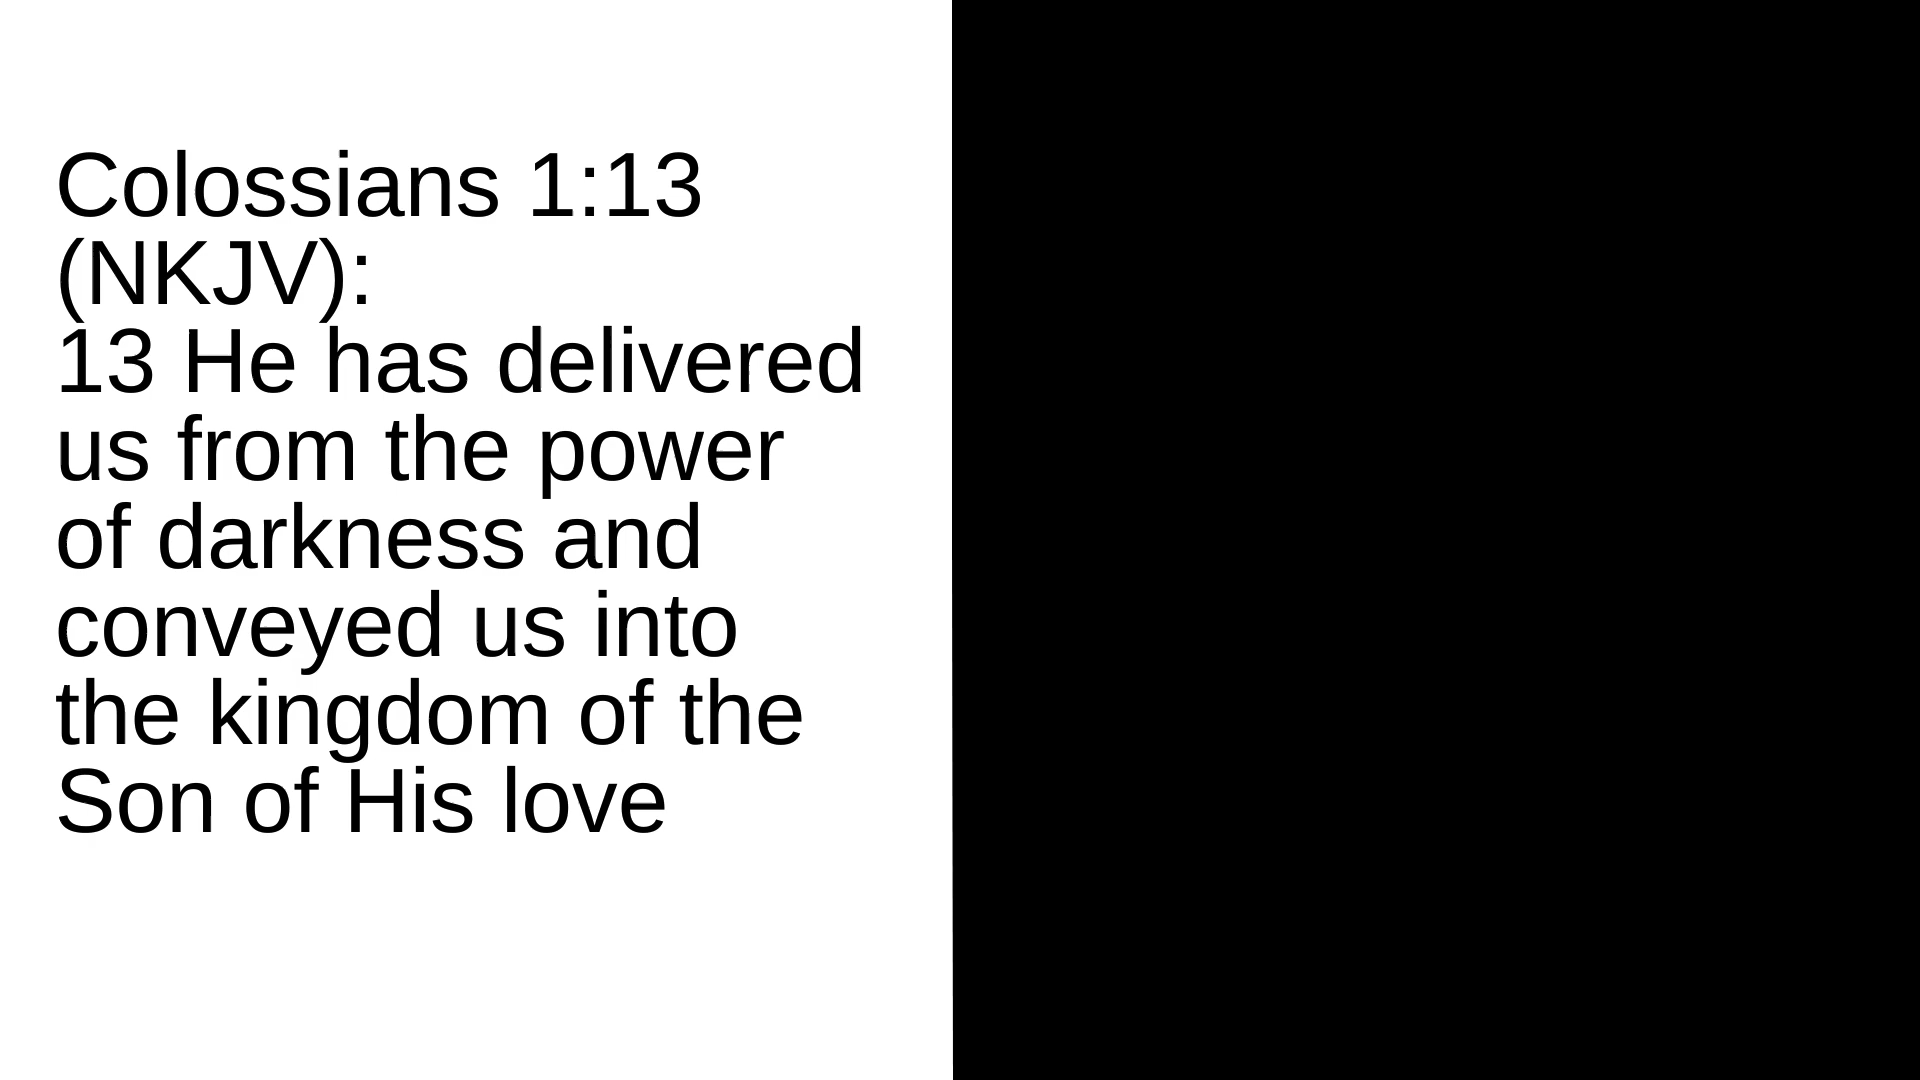 Colossians 1:13
(NKJV):
13 He has delivered
us from the power
of darkness and
conveyed us into
the kingdom of the
Son of His love